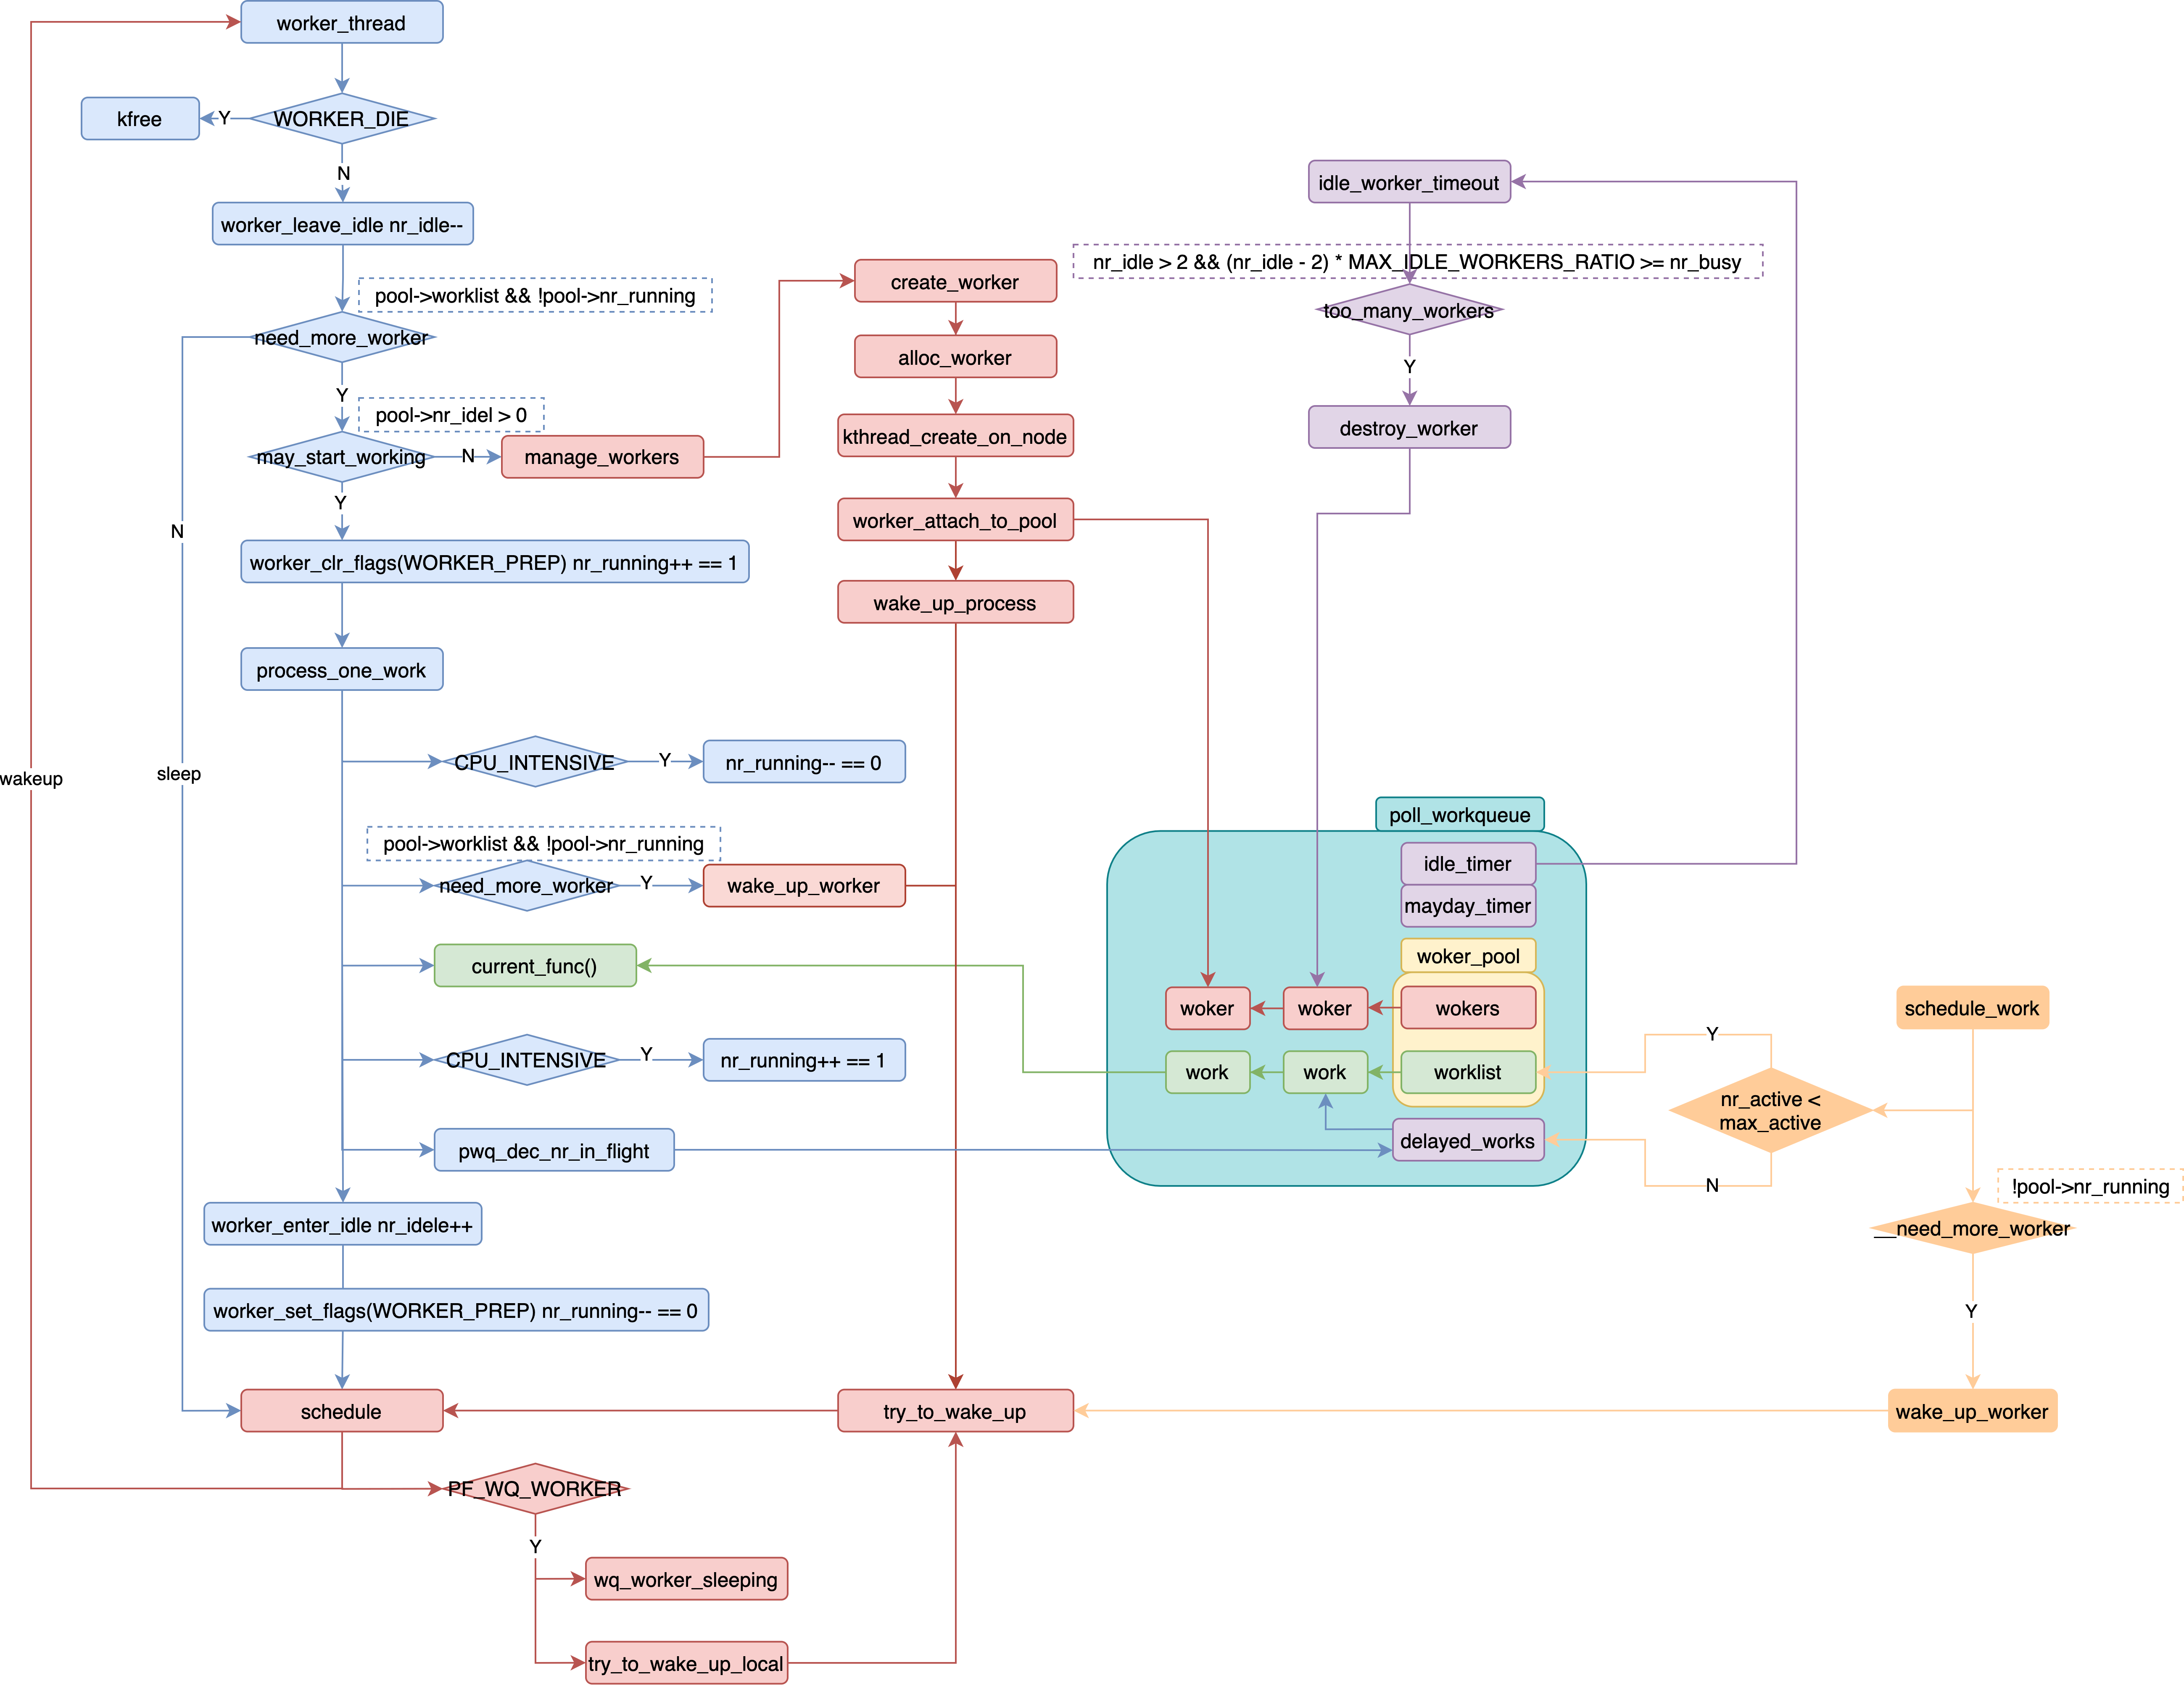 worker_thread
kfree
Y
WORKER_DIE
N
worker_leave_idle nr_idle--
pool->worklist && !pool->nr_running
need_more_worker
Y
pool->nr_idel > 0
may_start_working
N
manage_workers
Y
N
worker_clr_flags(WORKER_PREP) nr_running++ == 1
process_one_work
wakeup
sleep
CPU_INTENSIVE
Y
nr_running-- == 0
pool->worklist && !pool->nr_running
need_more_worker
Y
wake_up_worker
current_func()
CPU_INTENSIVE
Y
nr_running++ == 1
pwq_dec_nr_in_flight
worker_enter_idle nr_idele++
worker_set_flags(WORKER_PREP) nr_running-- == 0
schedule
PF_WQ_WORKER
Y
wq_worker_sleeping
try_to_wake_up_local
create_worker
alloc_worker
kthread_create_on_node
worker_attach_to_pool
wake_up_process
try_to_wake_up
idle_worker_timeout
nr_idle > 2 && (nr_idle - 2) * MAX_IDLE_WORKERS_RATIO >= nr_busy
too_many_workers
Y
destroy_worker
poll_workqueue
idle_timer
mayday_timer
woker_pool
woker
woker
wokers
work
work
worklist
delayed_works
schedule_work
Y
nr_active <
max_active
N
!pool->nr_running
__need_more_worker
Y
wake_up_worker